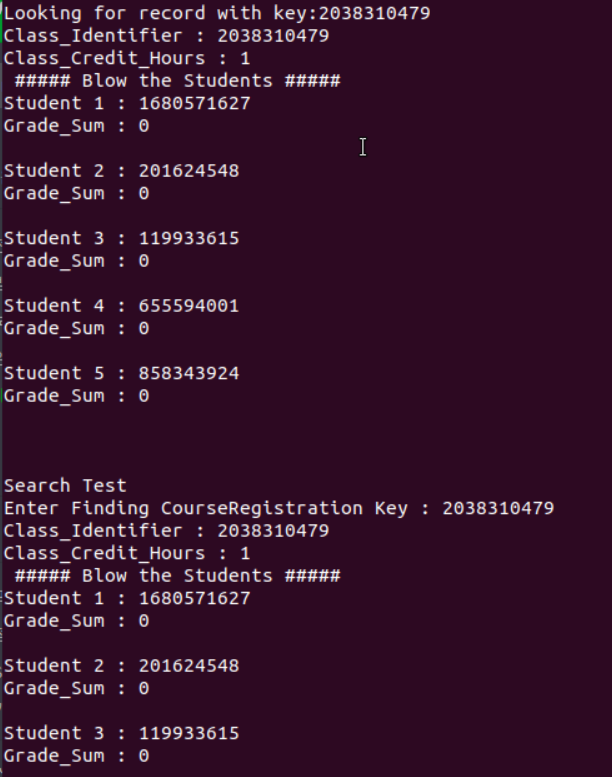 Looking for record with key:2038310479
Class_Identifier : 2038310479
Class_Credit_Hours : 1
##### Blow the Students #####
Student 1 : 1680571627
Grade_Sum : 0
Student 2 : 201624548
Grade_Sum : 0
Student 3 : 119933615
Grade_Sum : 0
Student 4 : 655594001
Grade_Sum : 0
Student 5 : 858343924
Grade_Sum : 0
Search Test
Enter Finding CourseRegistration Key : 2038310479
Class_Identifier : 2038310479
Class_Credit_Hours : 1
##### Blow the Students #####
Student 1 : 1680571627
Grade_Sum : 0
Student 2 : 201624548
Grade_Sum : 0
Student 3 : 119933615
Grade_Sum : 0